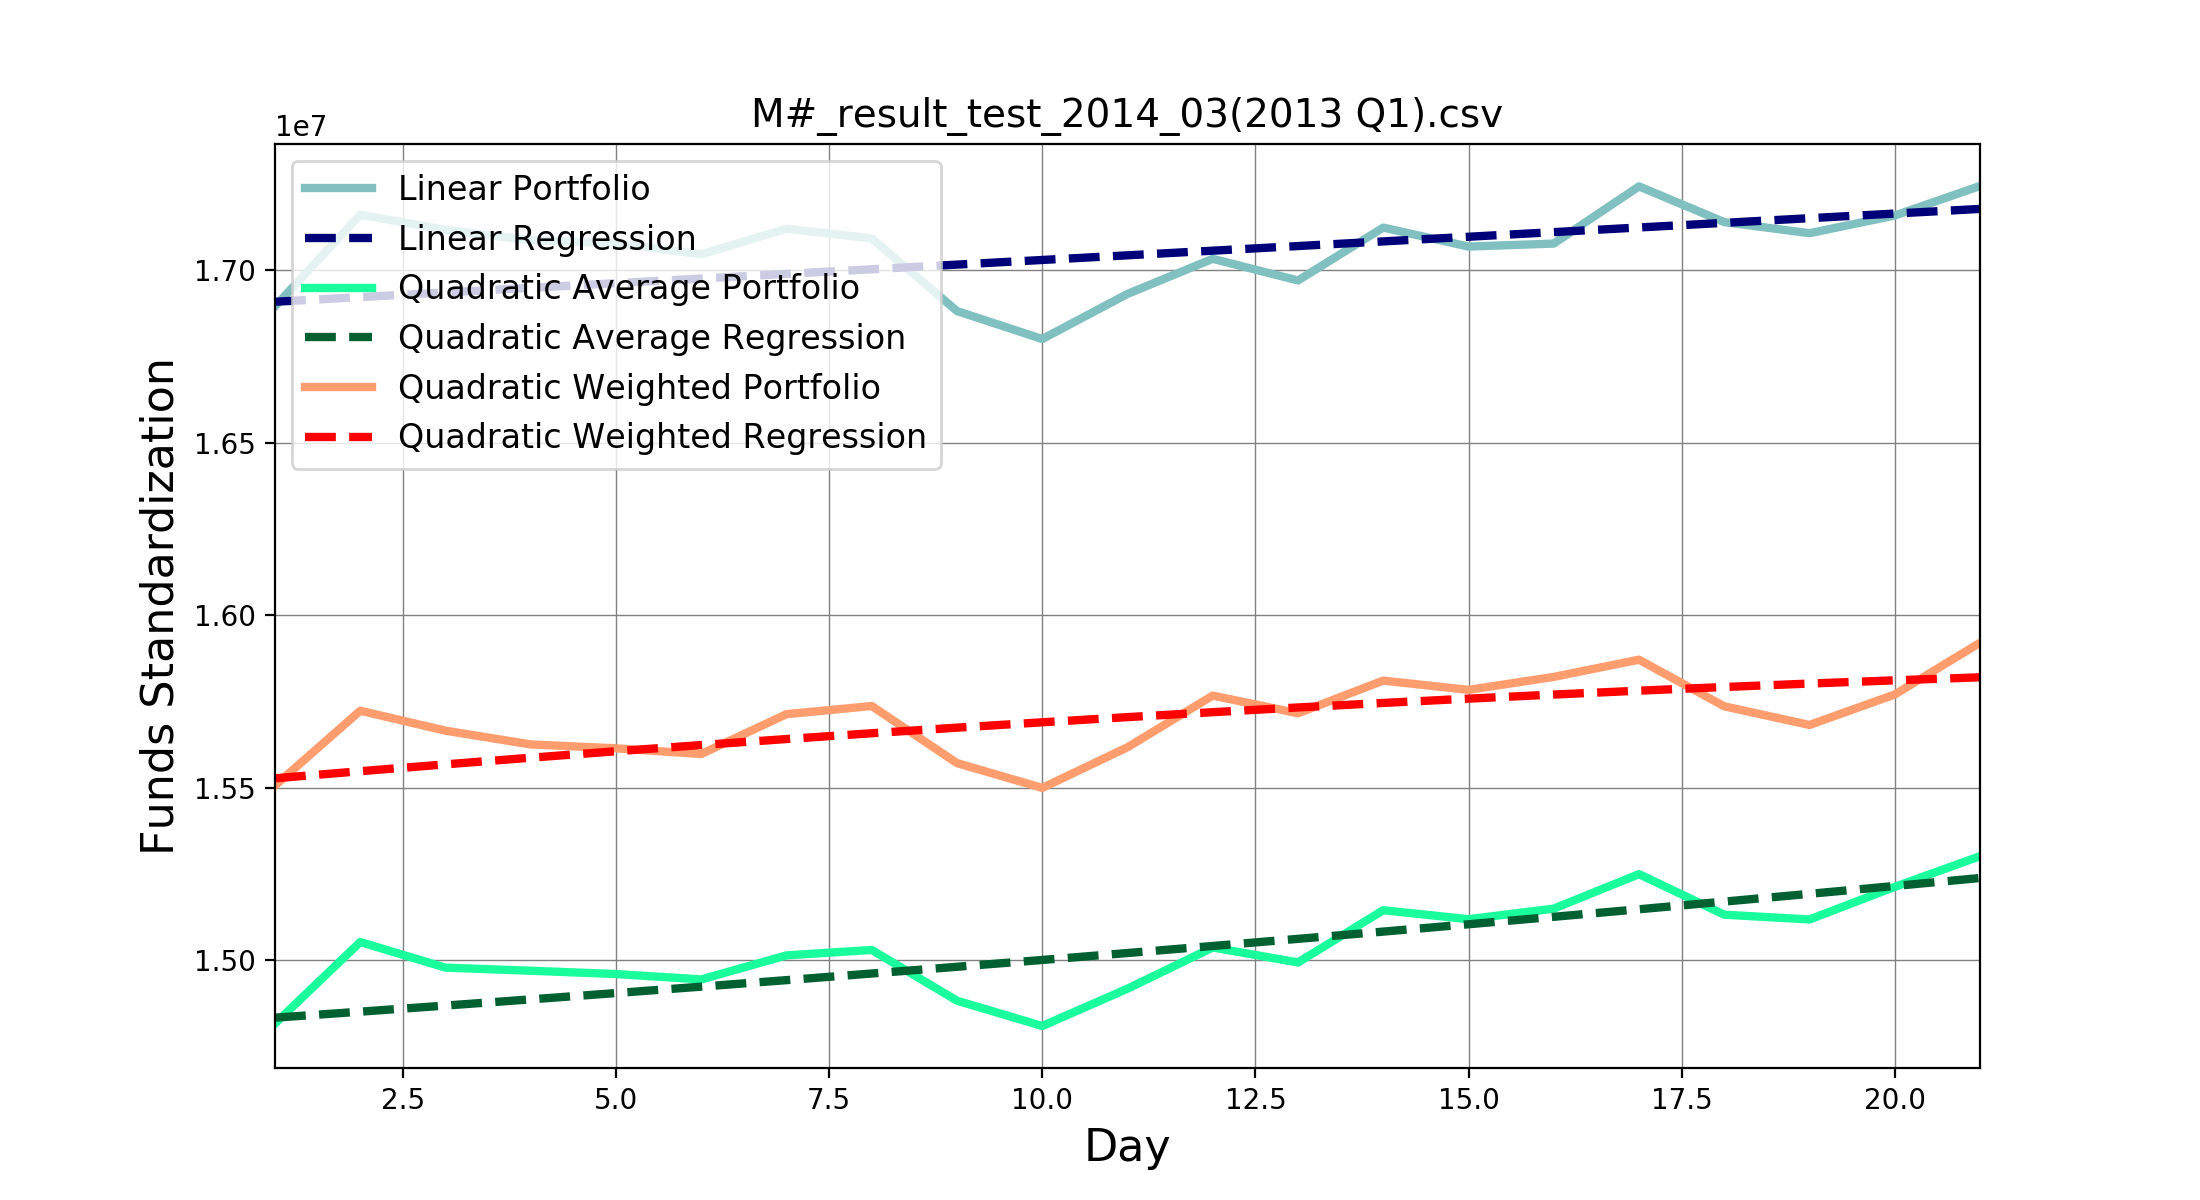 M#_result_test_2014_03(2013 Q1).csv
1e7
Linear Portfolio
Linear Regression
Quadratic Average Portfolio
Quadratic Average Regression
Quadratic Weighted Portfolio
Quadratic Weighted Regression
Funds Standardization
1.70
1.65
1.60
1.55
1.50
2.5 5.0 7.5 10.0 12.5 15.0 17.5 20.0
Day